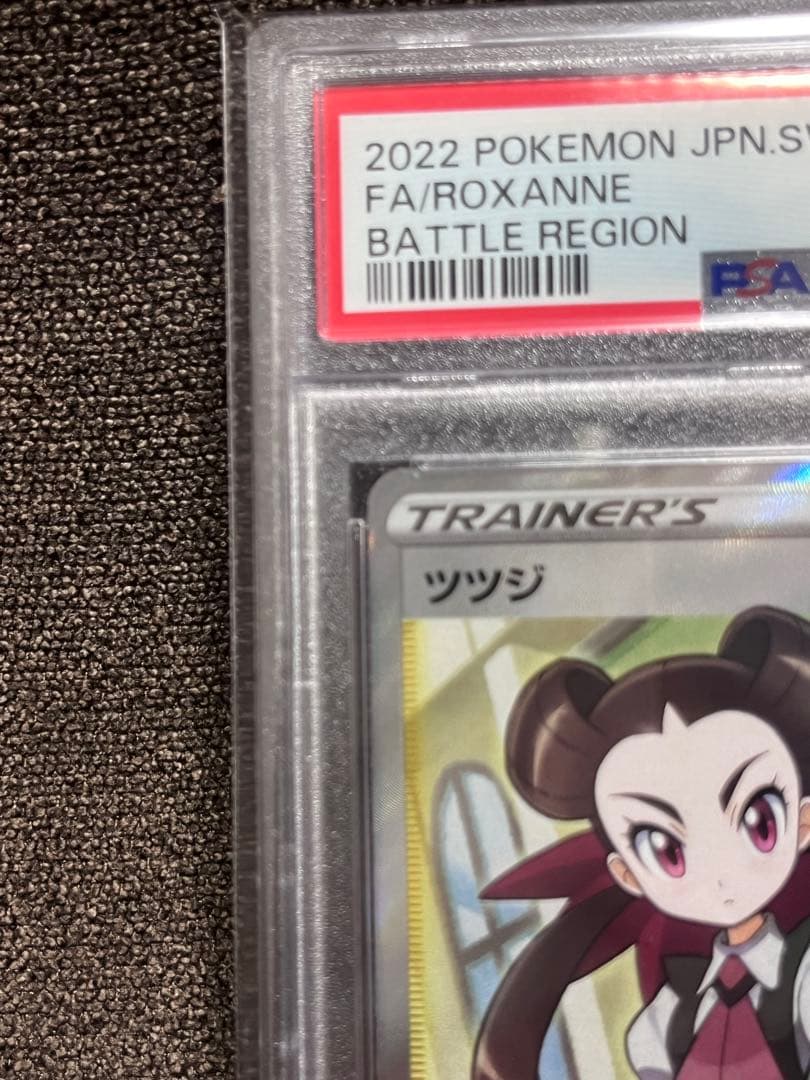 2022 POKEMON JPN.SW
FA/ROXANNE
BATTLE REGION
PSA
TRAINER'S
ツツジ